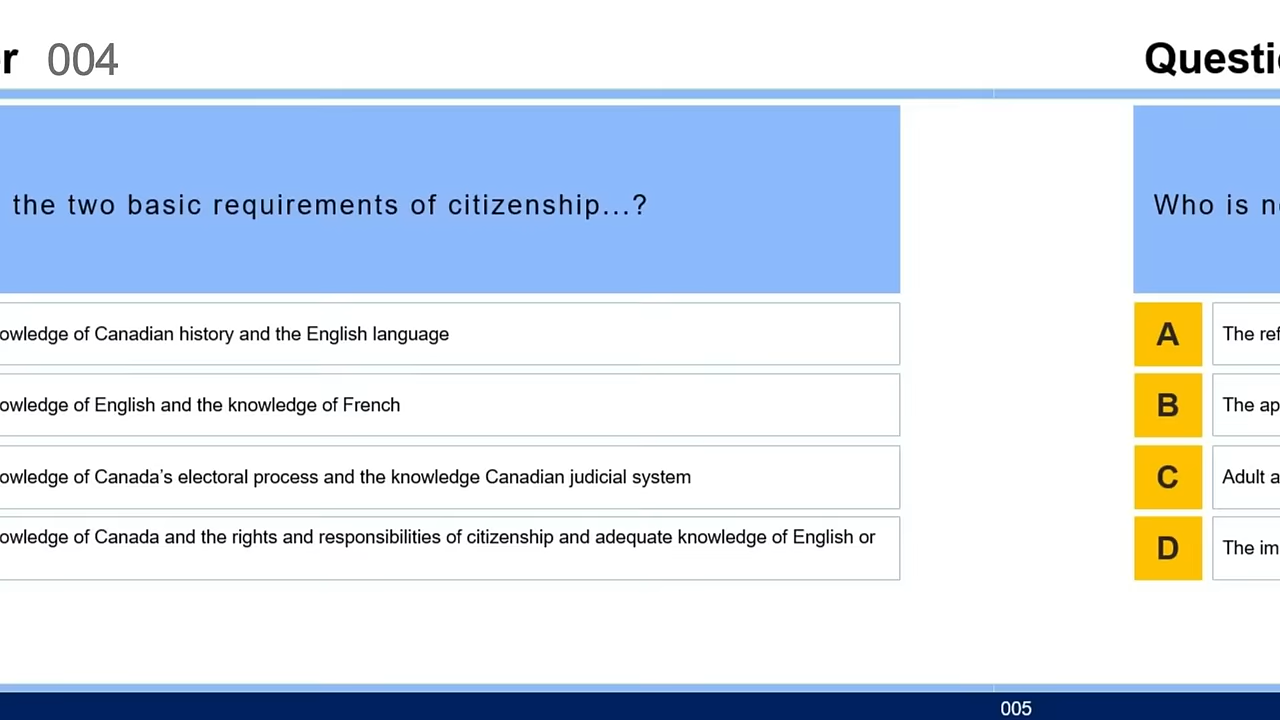 r 004
the two basic requirements of citizenship...?
owledge of Canadian history and the English language
owledge of English and the knowledge of French
owledge of Canada’s electoral process and the knowledge Canadian judicial system
owledge of Canada and the rights and responsibilities of citizenship and adequate knowledge of English or
Questi
Who is n
A The ref
B The ap
C Adult a
D The im
005